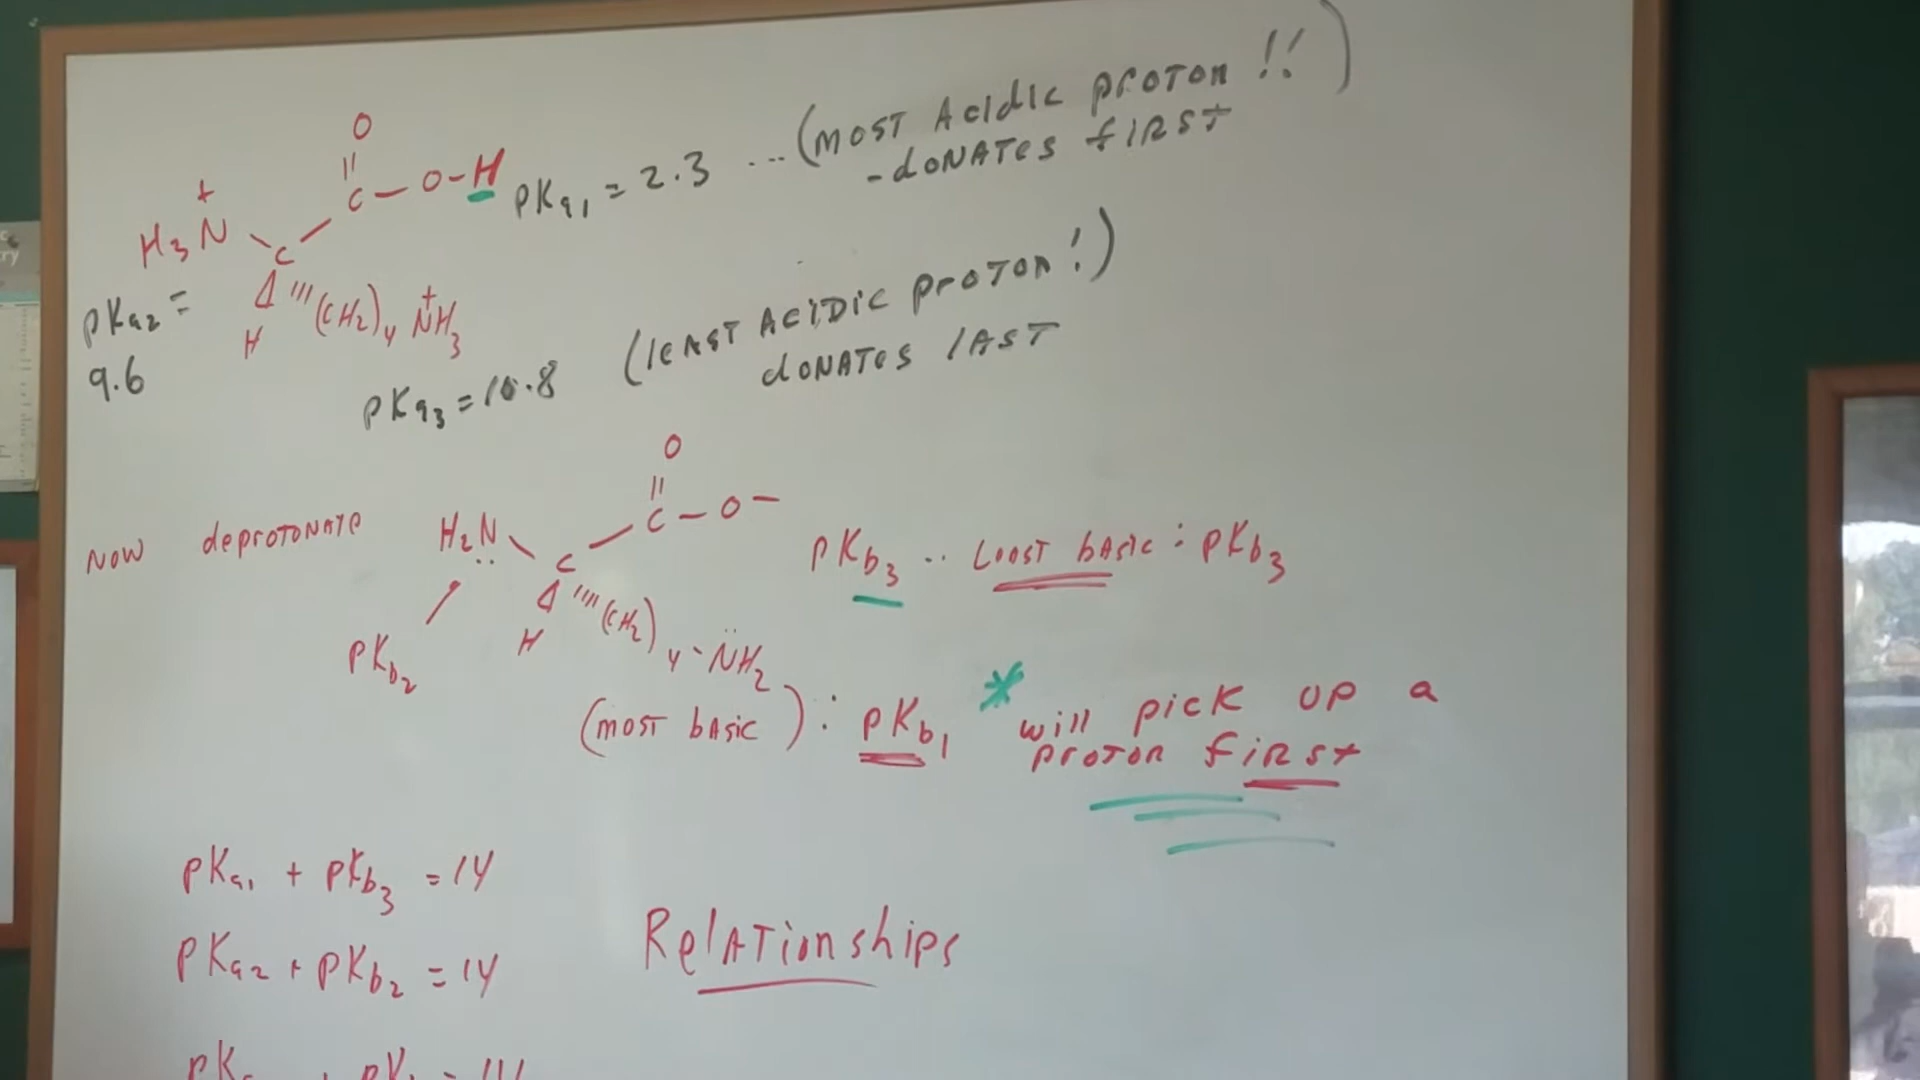 O
||
C - O-H
+
H3N
C
H
(CH2)4 +NH3
pKa1 = 2.3 ... (MOST Acidic proton !!)
- donates first
pKa2 =
9.6
pKa3 = 10.8
(least Acidic proton !)
donates last
Now deprotonate
O
||
C - O −
H2N
..
C
H
(CH2)4 - N̈H2
pKb3 .. Least basic ∴ pKb3
pKb2
(most basic) ∴ pKb1
* will pick up a
proton first
pKa1 + pKb3 = 14
pKa2 + pKb2 = 14
Relationships